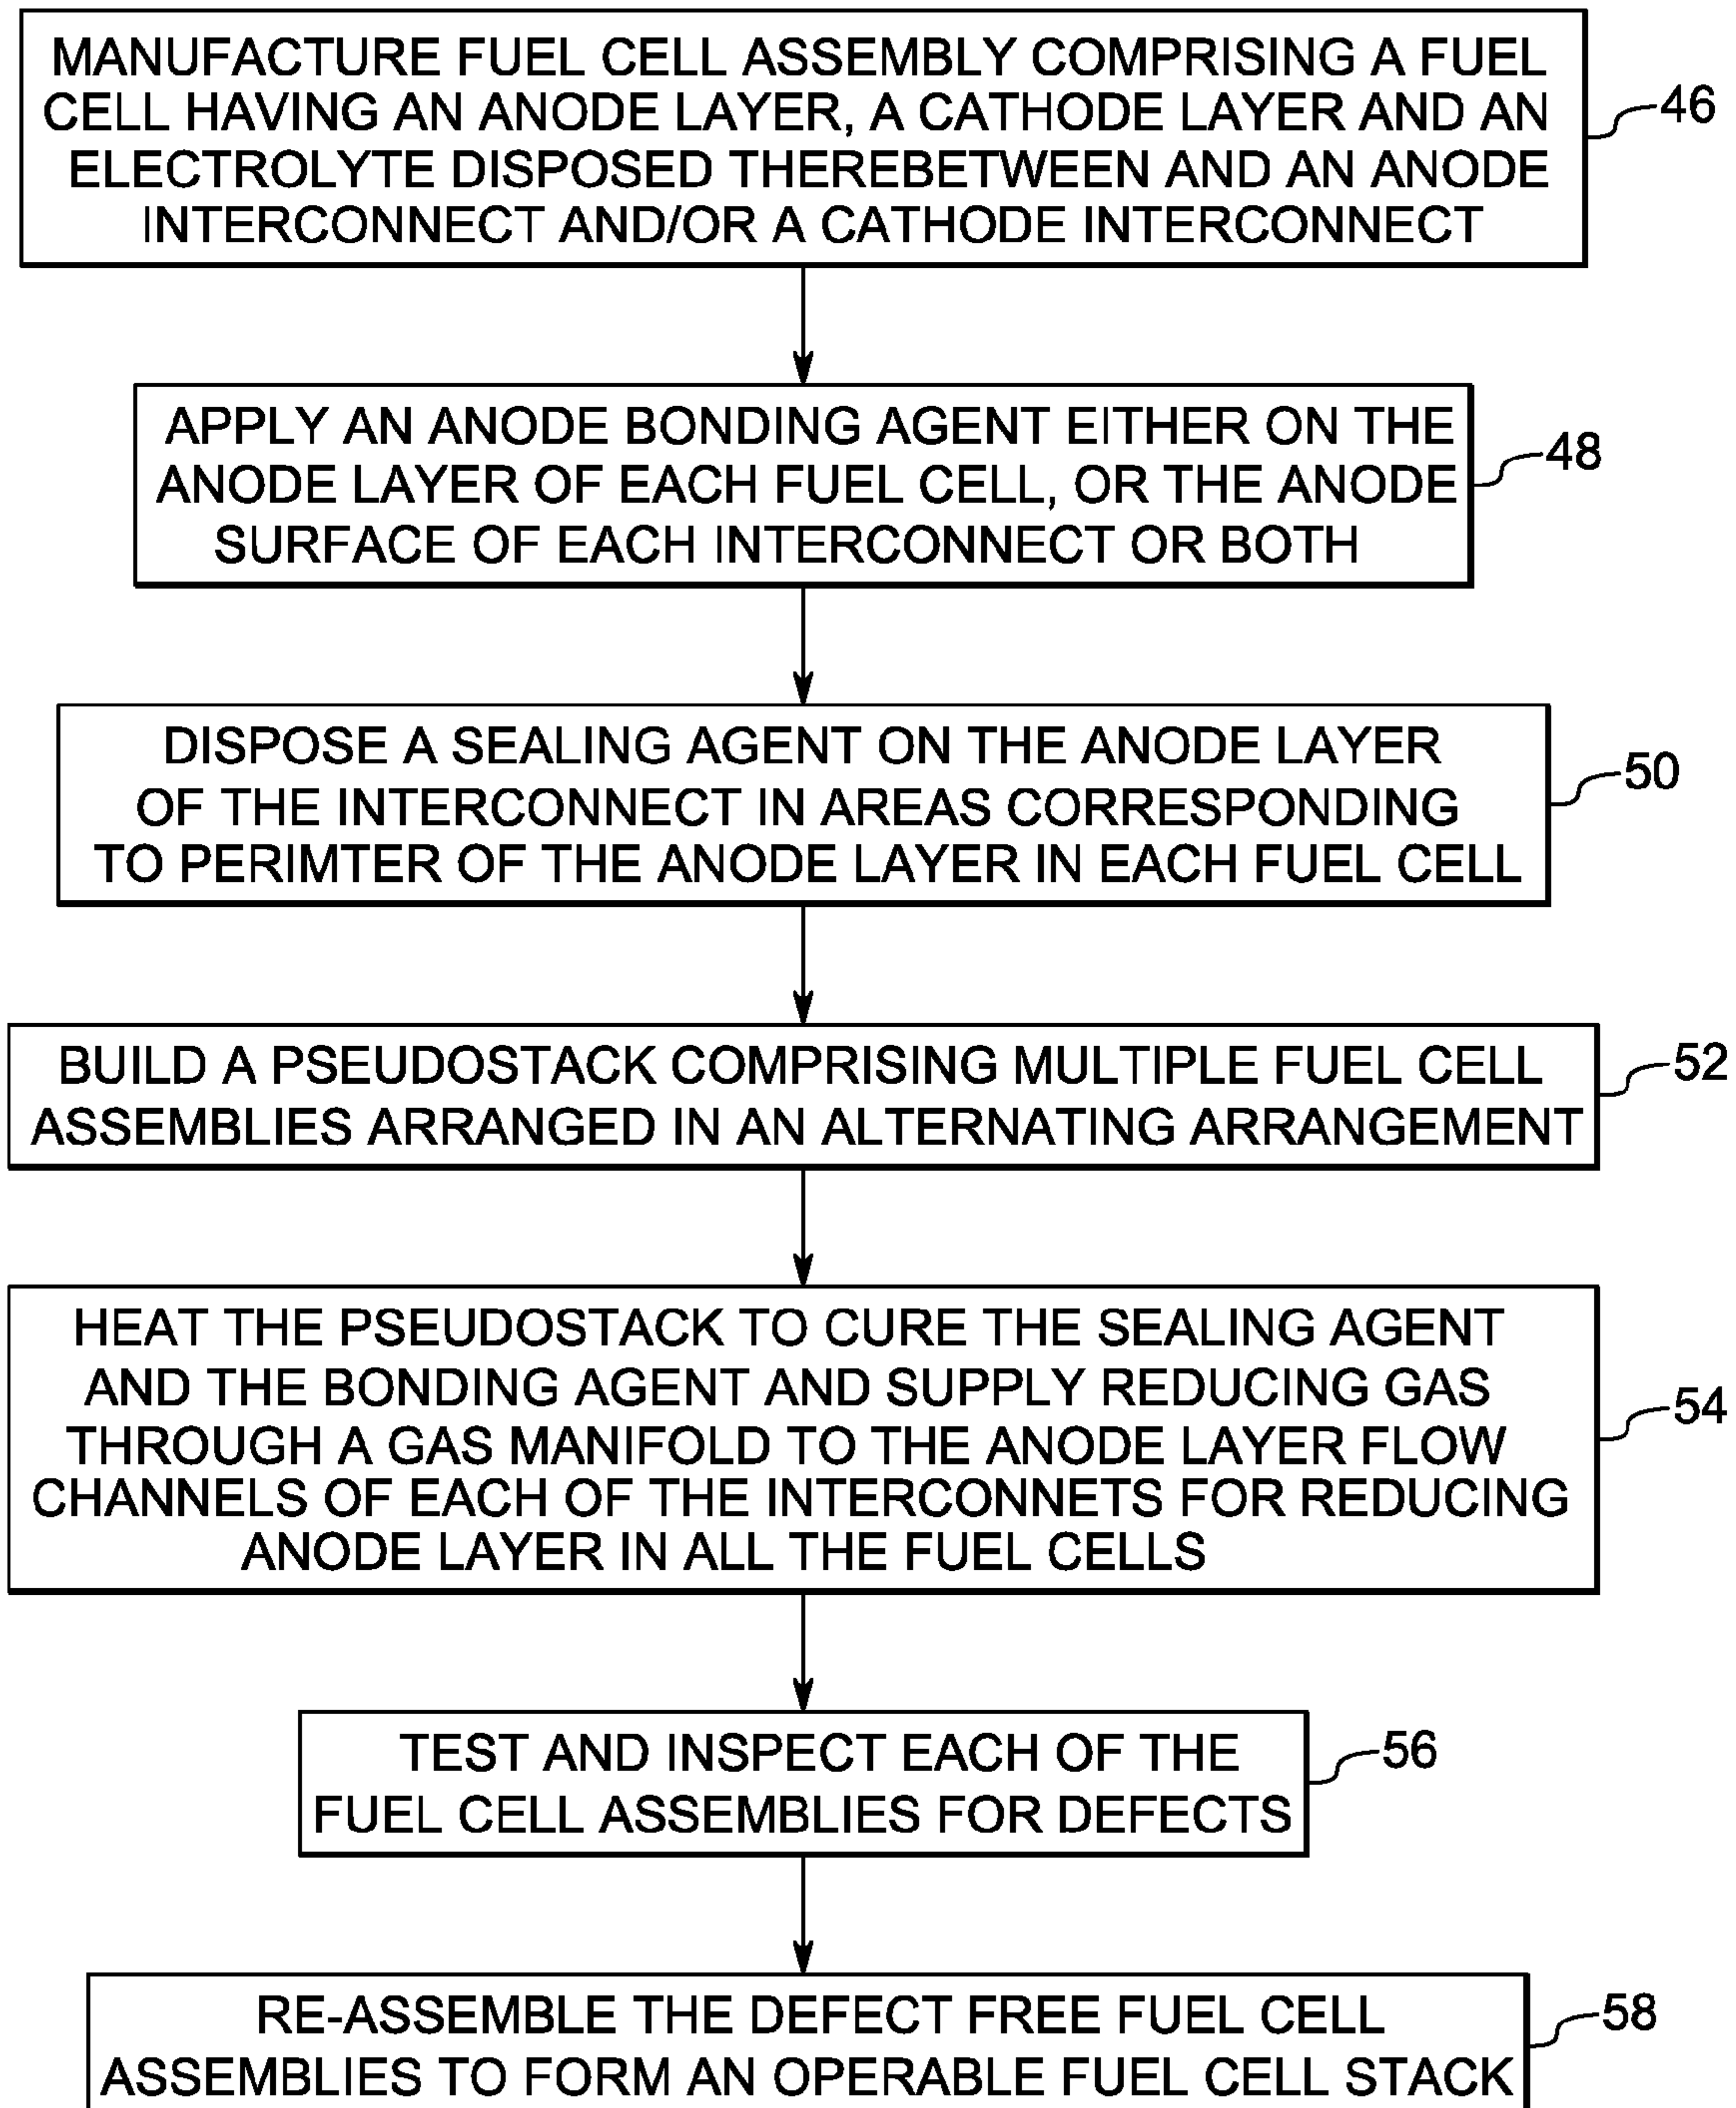 MANUFACTURE FUEL CELL ASSEMBLY COMPRISING A FUEL
CELL HAVING AN ANODE LAYER, A CATHODE LAYER AND AN
ELECTROLYTE DISPOSED THEREBETWEEN AND AN ANODE
INTERCONNECT AND/OR A CATHODE INTERCONNECT
46
APPLY AN ANODE BONDING AGENT EITHER ON THE
ANODE LAYER OF EACH FUEL CELL, OR THE ANODE
SURFACE OF EACH INTERCONNECT OR BOTH
48
DISPOSE A SEALING AGENT ON THE ANODE LAYER
OF THE INTERCONNECT IN AREAS CORRESPONDING
TO PERIMTER OF THE ANODE LAYER IN EACH FUEL CELL
50
BUILD A PSEUDOSTACK COMPRISING MULTIPLE FUEL CELL
ASSEMBLIES ARRANGED IN AN ALTERNATING ARRANGEMENT
52
HEAT THE PSEUDOSTACK TO CURE THE SEALING AGENT
AND THE BONDING AGENT AND SUPPLY REDUCING GAS
THROUGH A GAS MANIFOLD TO THE ANODE LAYER FLOW
CHANNELS OF EACH OF THE INTERCONNETS FOR REDUCING
ANODE LAYER IN ALL THE FUEL CELLS
54
TEST AND INSPECT EACH OF THE
FUEL CELL ASSEMBLIES FOR DEFECTS
56
RE-ASSEMBLE THE DEFECT FREE FUEL CELL
ASSEMBLIES TO FORM AN OPERABLE FUEL CELL STACK
58